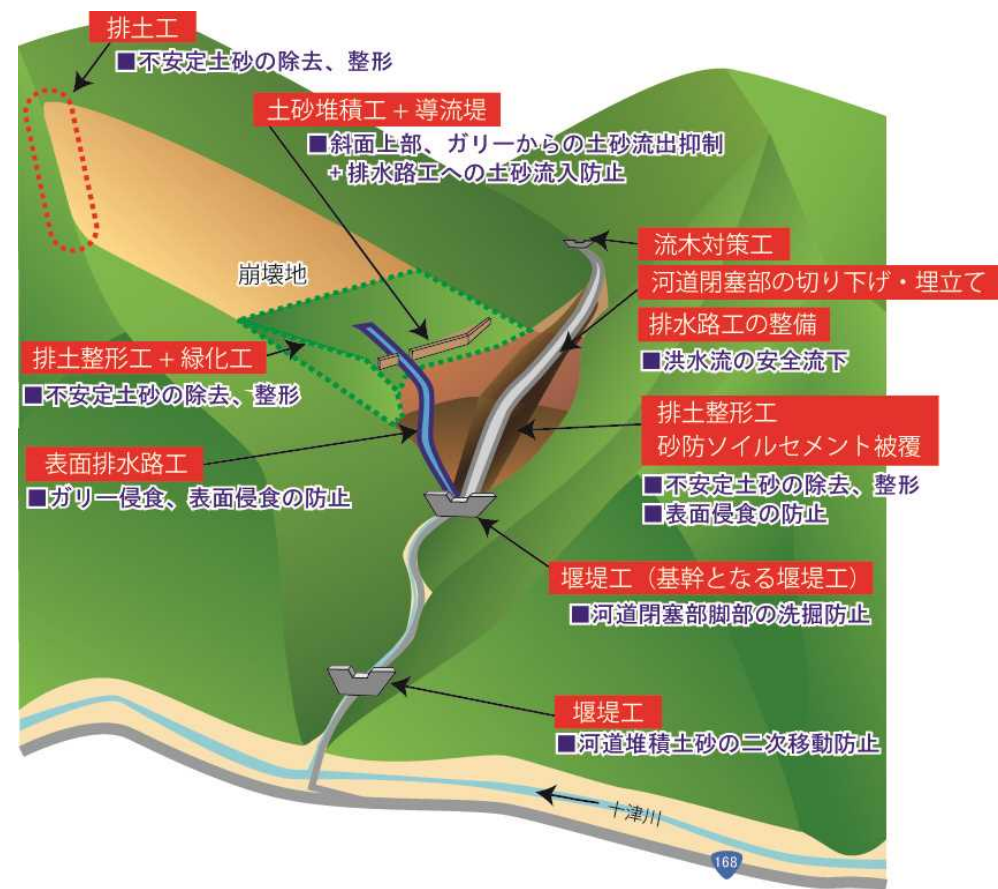 排土工
■不安定土砂の除去、整形
土砂堆積工 + 導流堤
■斜面上部、ガリーからの土砂流出抑制
+ 排水路工への土砂流入防止
流木対策工
崩壊地
河道閉塞部の切り下げ・埋立て
排水路工の整備
■洪水流の安全流下
排土整形工 + 緑化工
■不安定土砂の除去、整形
排土整形工
砂防ソイルセメント被覆
■不安定土砂の除去、整形
■表面侵食の防止
表面排水路工
■ガリー侵食、表面侵食の防止
堰堤工（基幹となる堰堤工）
■河道閉塞部脚部の洗掘防止
堰堤工
■河道堆積土砂の二次移動防止
十津川
168